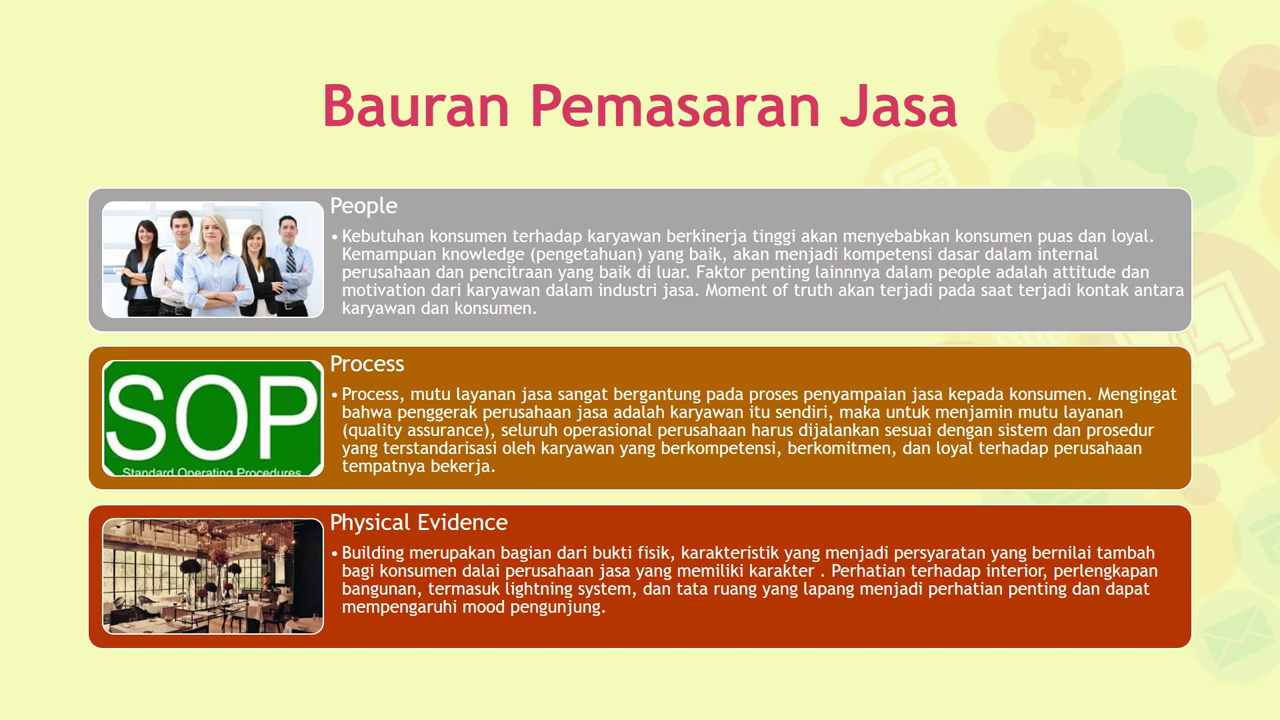 Bauran Pemasaran Jasa
People
• Kebutuhan konsumen terhadap karyawan berkinerja tinggi akan menyebabkan konsumen puas dan loyal.
Kemampuan knowledge (pengetahuan) yang baik, akan menjadi kompetensi dasar dalam internal
perusahaan dan pencitraan yang baik di luar. Faktor penting lainnnya dalam people adalah attitude dan
motivation dari karyawan dalam industri jasa. Moment of truth akan terjadi pada saat terjadi kontak antara
karyawan dan konsumen.
SOP
Standard Operating Procedures
Process
• Process, mutu layanan jasa sangat bergantung pada proses penyampaian jasa kepada konsumen. Mengingat
bahwa penggerak perusahaan jasa adalah karyawan itu sendiri, maka untuk menjamin mutu layanan
(quality assurance), seluruh operasional perusahaan harus dijalankan sesuai dengan sistem dan prosedur
yang terstandarisasi oleh karyawan yang berkompetensi, berkomitmen, dan loyal terhadap perusahaan
tempatnya bekerja.
Physical Evidence
• Building merupakan bagian dari bukti fisik, karakteristik yang menjadi persyaratan yang bernilai tambah
bagi konsumen dalai perusahaan jasa yang memiliki karakter . Perhatian terhadap interior, perlengkapan
bangunan, termasuk lightning system, dan tata ruang yang lapang menjadi perhatian penting dan dapat
mempengaruhi mood pengunjung.